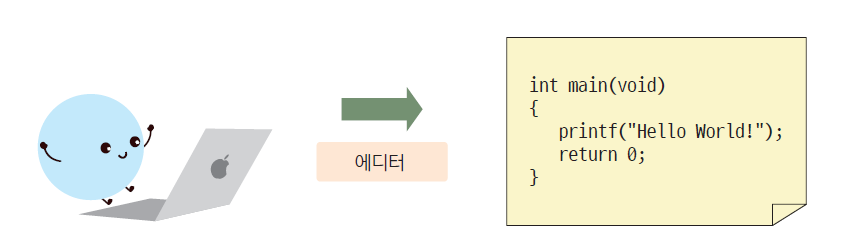 에디터
int main(void)
{
   printf("Hello World!");
   return 0;
}